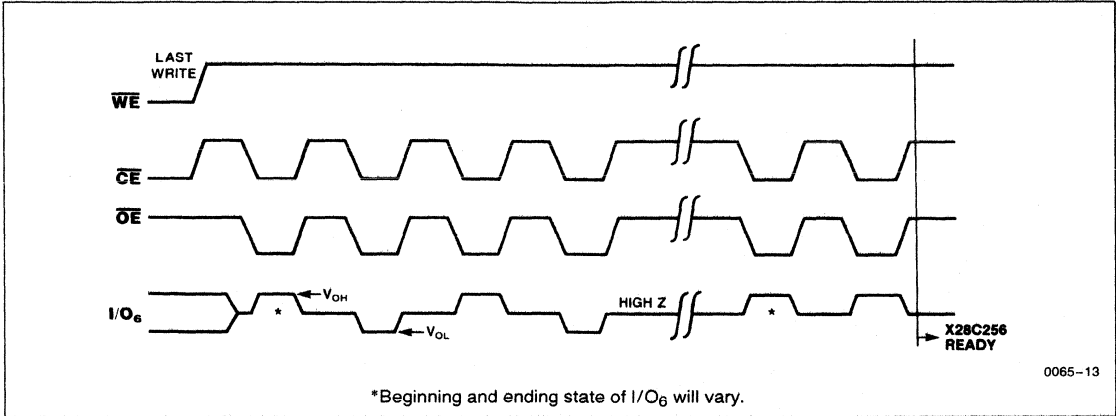 LAST
WRITE
WE
CE
OE
I/O6
VOH
*
VOL
HIGH Z
*
X28C256
READY
0065–13
*Beginning and ending state of I/O6 will vary.